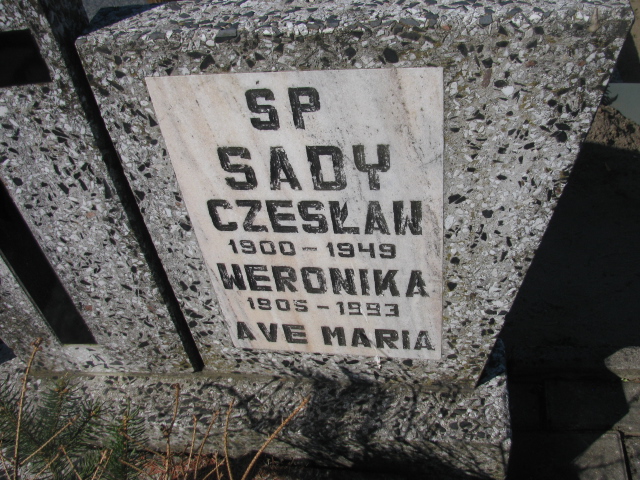 SP
SADY
CZESŁAW
1900 - 1949
WERONIKA
1905 - 1993
AVE MARIA